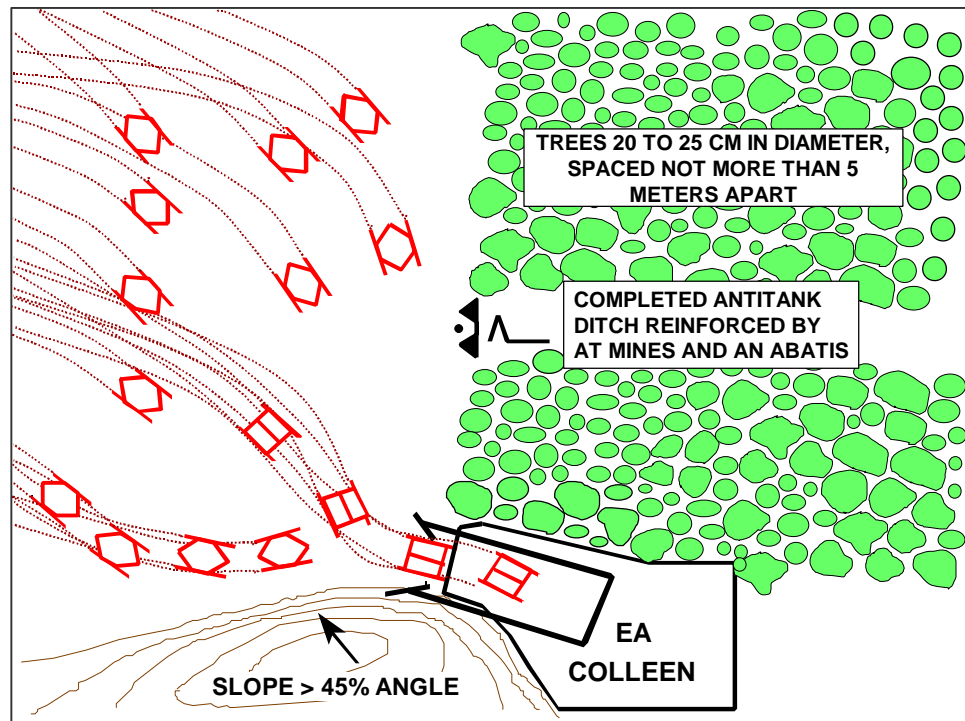 TREES 20 TO 25 CM IN DIAMETER,
SPACED NOT MORE THAN 5
METERS APART
COMPLETED ANTITANK
DITCH REINFORCED BY
AT MINES AND AN ABATIS
EA
COLLEEN
SLOPE > 45% ANGLE